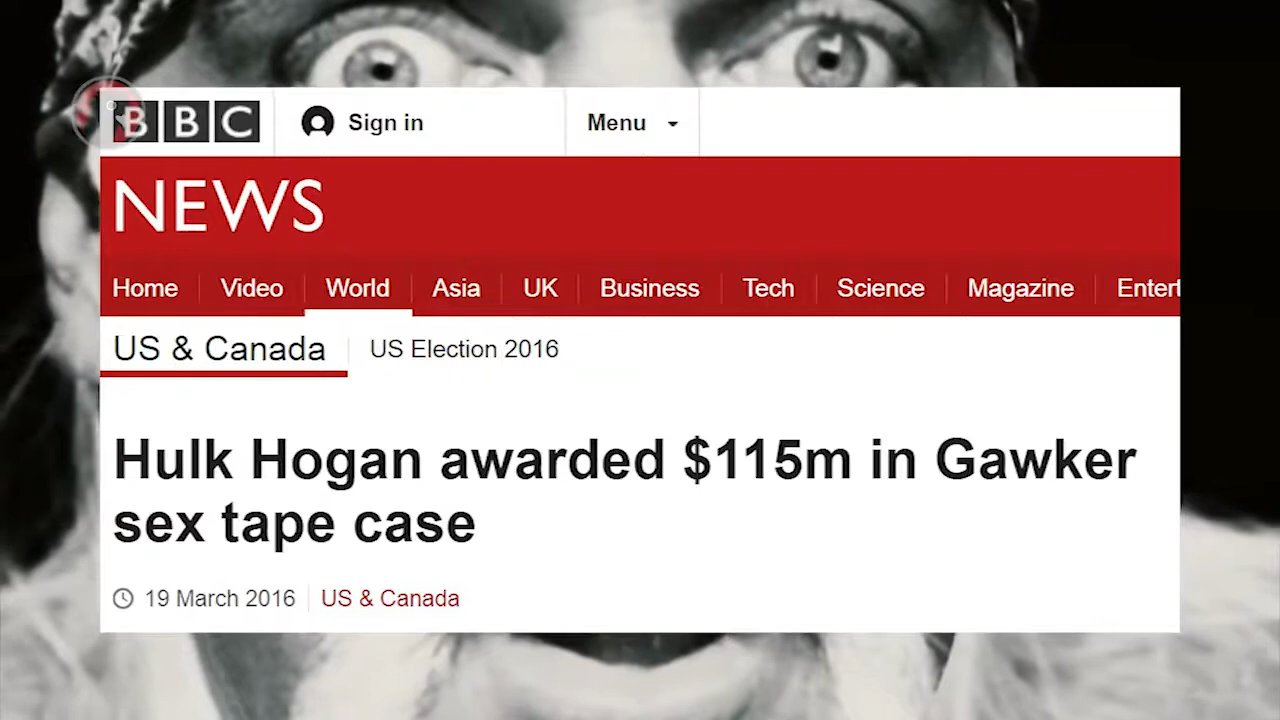 BBC Sign in Menu
NEWS
Home Video World Asia UK Business Tech Science Magazine Entert
US & Canada US Election 2016
Hulk Hogan awarded $115m in Gawker
sex tape case
19 March 2016 US & Canada